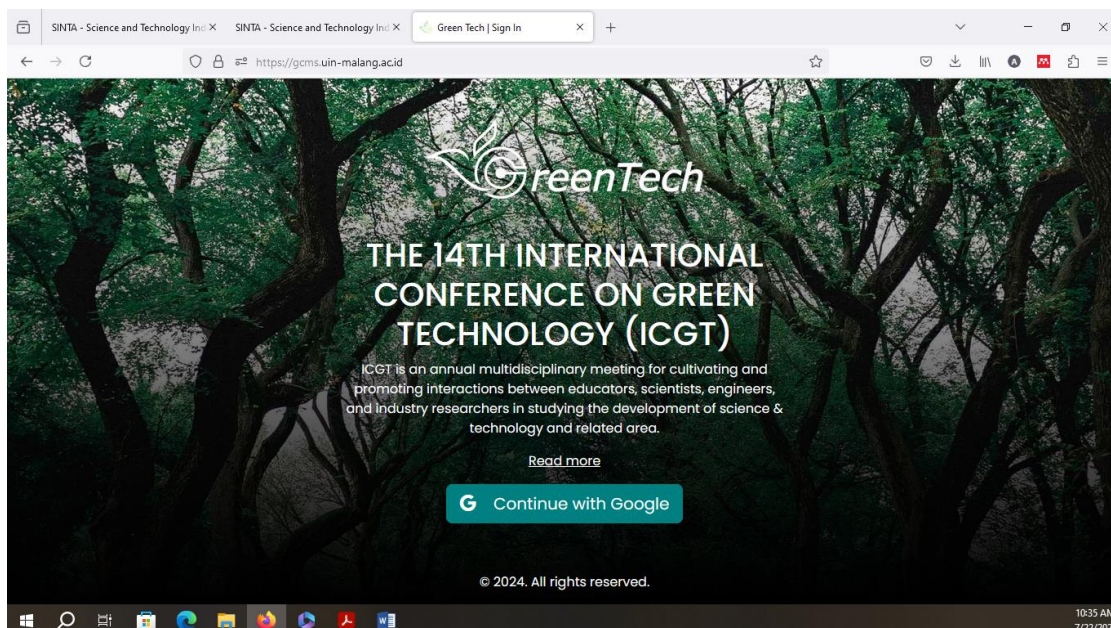 SINTA - Science and Technology Ind
SINTA - Science and Technology Ind
Green Tech | Sign In
https://gcms.uin-malang.ac.id
GreenTech
THE 14TH INTERNATIONAL
CONFERENCE ON GREEN
TECHNOLOGY (ICGT)
ICGT is an annual multidisciplinary meeting for cultivating and
promoting interactions between educators, scientists, engineers,
and industry researchers in studying the development of science &
technology and related area.
Read more
G Continue with Google
© 2024. All rights reserved.
10:35 AM